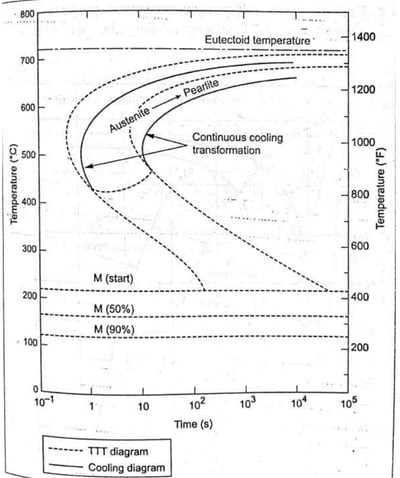 800
700
600
500
400
300
200
100
0
Temperature (°C)
Eutectoid temperature
Austenite → Pearlite
Continuous cooling
transformation
M (start)
M (50%)
M (90%)
1400
1200
1000
800
600
400
200
Temperature (°F)
10⁻¹ 1 10 10² 10³ 10⁴ 10⁵
Time (s)
TTT diagram
Cooling diagram